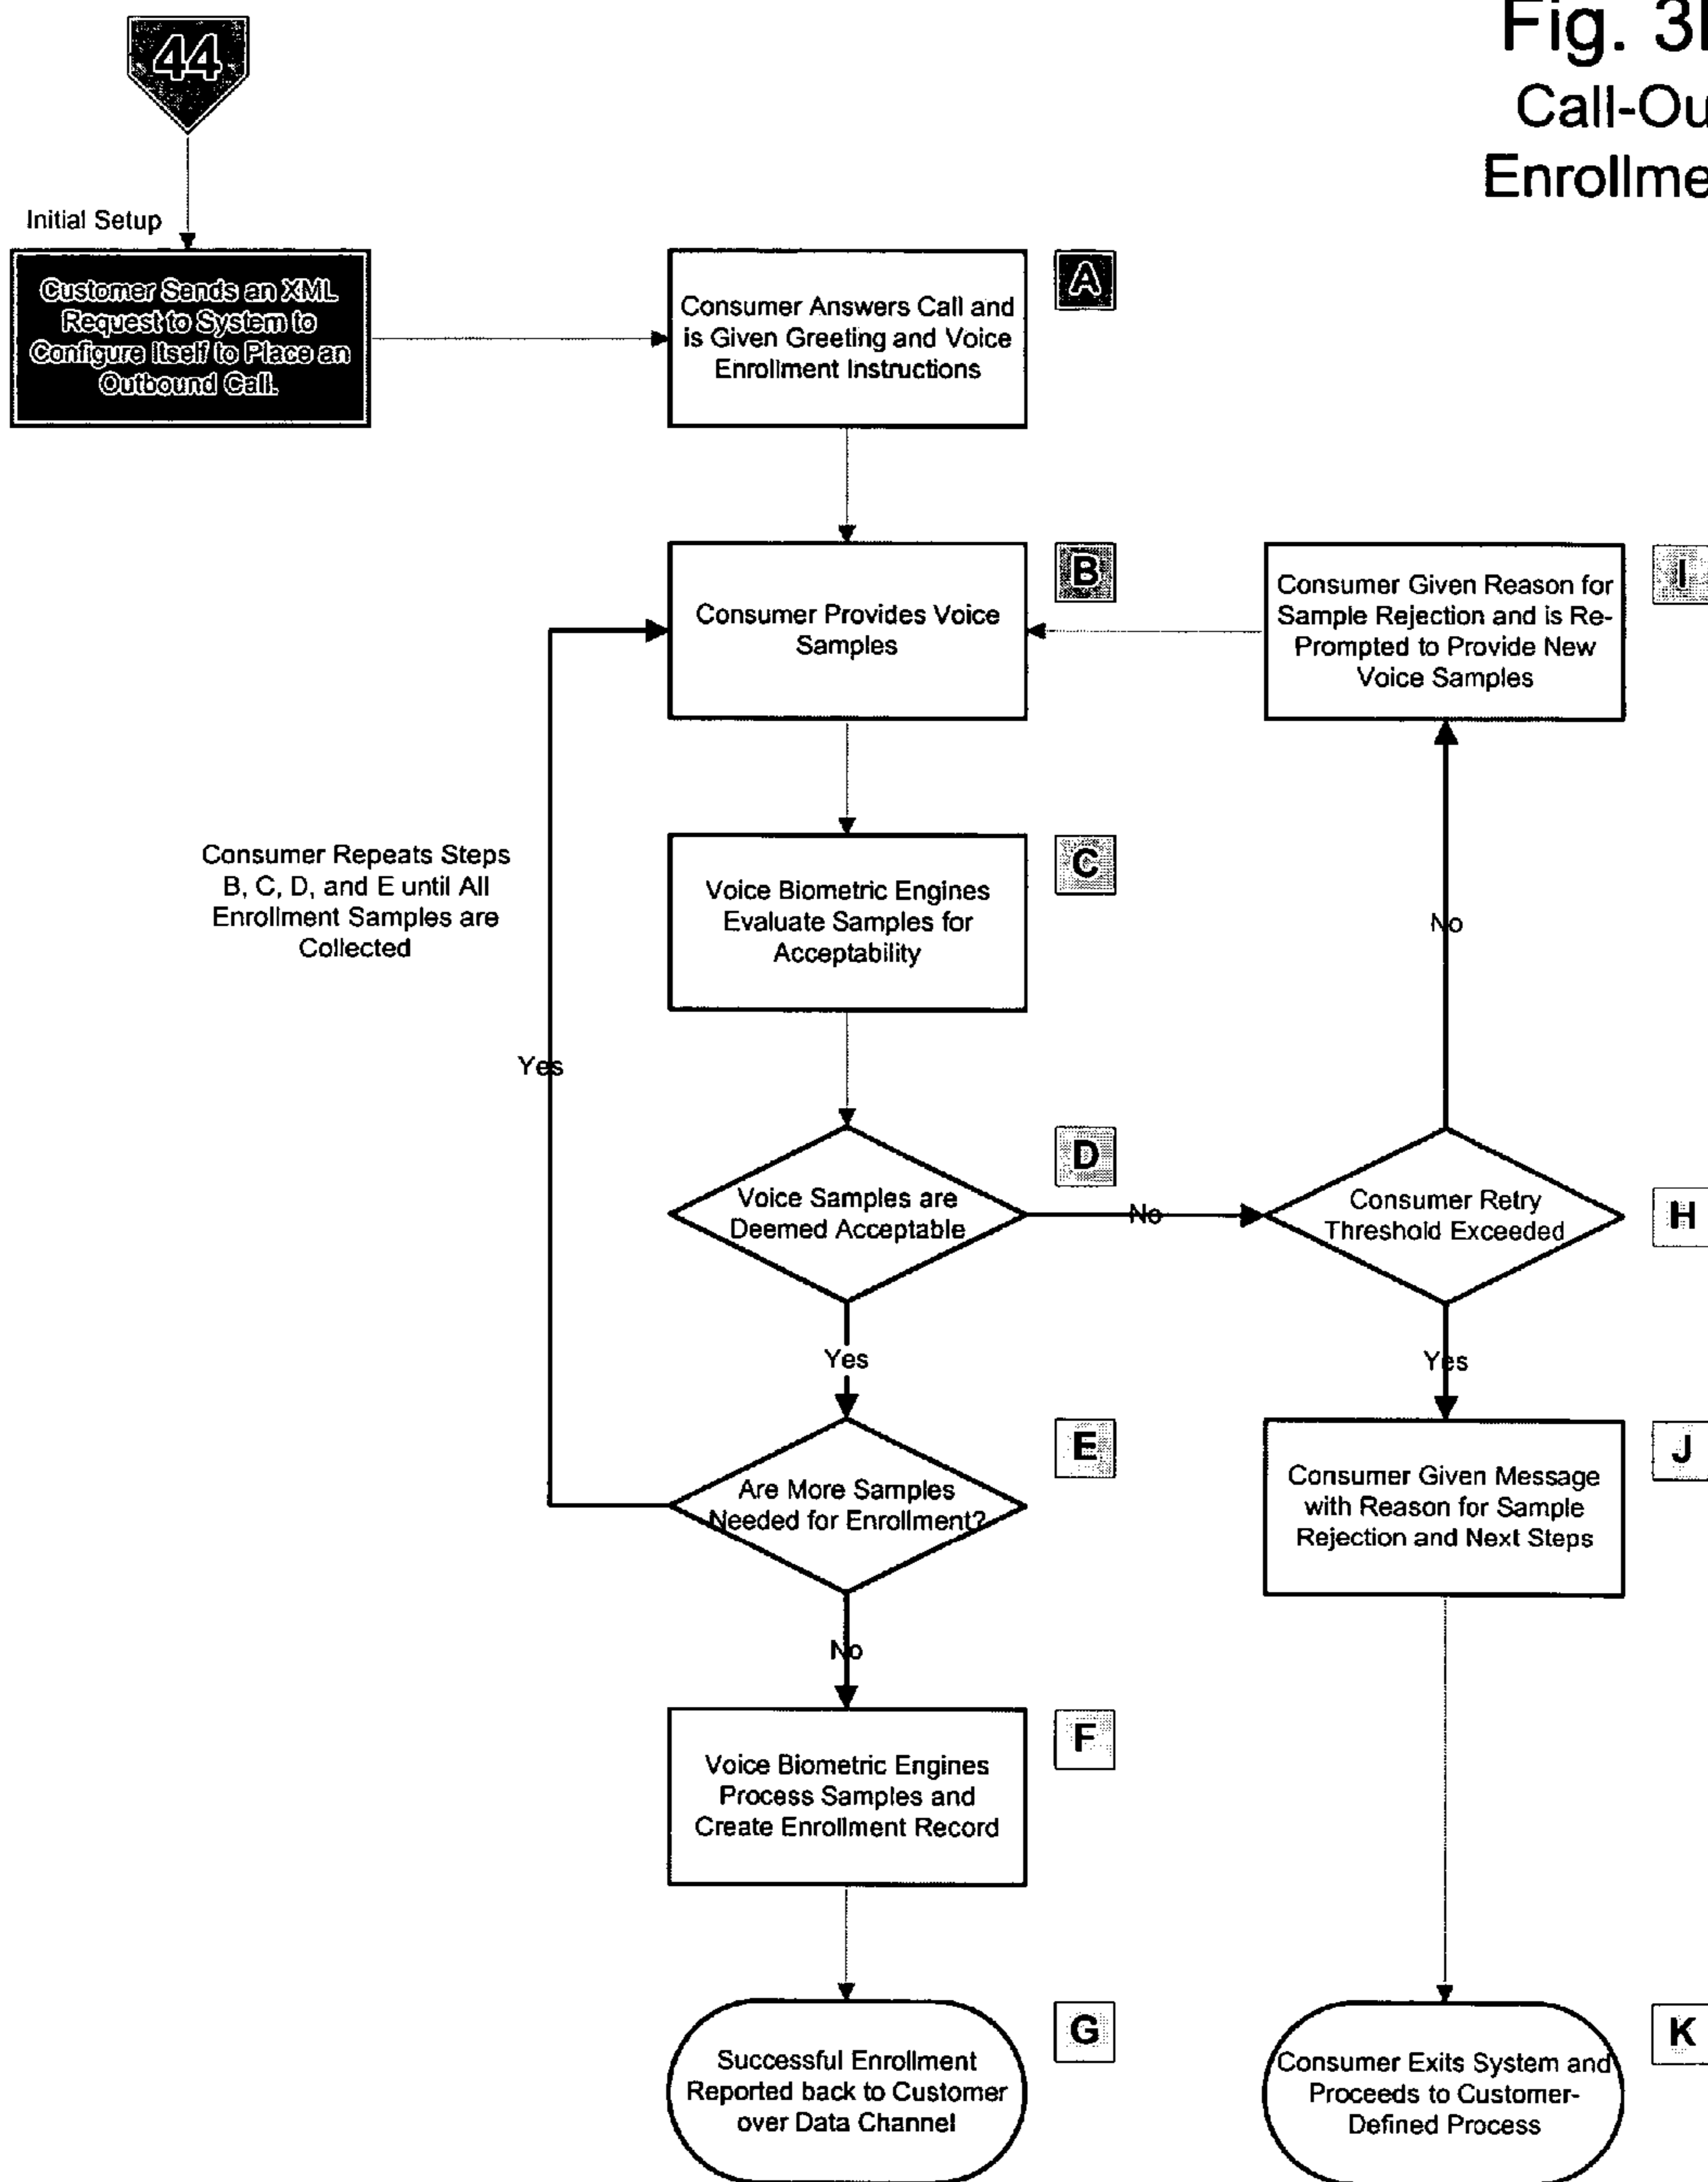 Fig. 3
Call-Ou
Enrollme
44
Initial Setup
Customer Sends an XML
Request to System to
Configure Itself to Place an
Outbound Call.
Consumer Answers Call and
is Given Greeting and Voice
Enrollment Instructions
A
Consumer Provides Voice
Samples
B
Consumer Given Reason for
Sample Rejection and is Re-
Prompted to Provide New
Voice Samples
I
Consumer Repeats Steps
B, C, D, and E until All
Enrollment Samples are
Collected
Voice Biometric Engines
Evaluate Samples for
Acceptability
C
No
Yes
Voice Samples are
Deemed Acceptable
D
No
Consumer Retry
Threshold Exceeded
H
Yes
Yes
Are More Samples
Needed for Enrollment?
E
Consumer Given Message
with Reason for Sample
Rejection and Next Steps
J
No
Voice Biometric Engines
Process Samples and
Create Enrollment Record
F
Successful Enrollment
Reported back to Customer
over Data Channel
G
Consumer Exits System and
Proceeds to Customer-
Defined Process
K